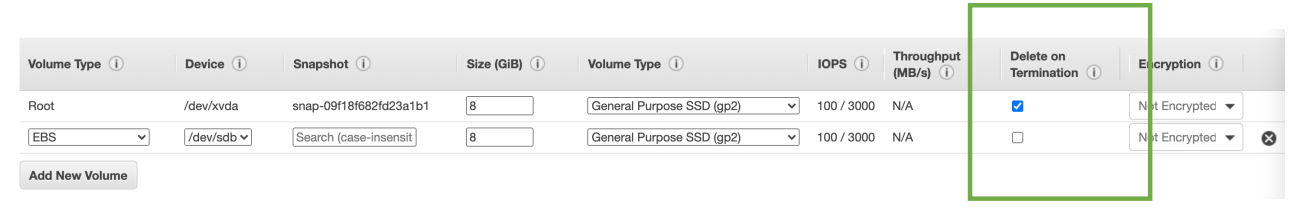 Volume Type i Device i Snapshot i Size (GiB) i Volume Type i IOPS i Throughput (MB/s) i Delete on Termination i Encryption i
Root /dev/xvda snap-09f18f682fd23a1b1 8 General Purpose SSD (gp2) 100 / 3000 N/A Not Encrypted
EBS /dev/sdb Search (case-insensit 8 General Purpose SSD (gp2) 100 / 3000 N/A Not Encrypted
Add New Volume